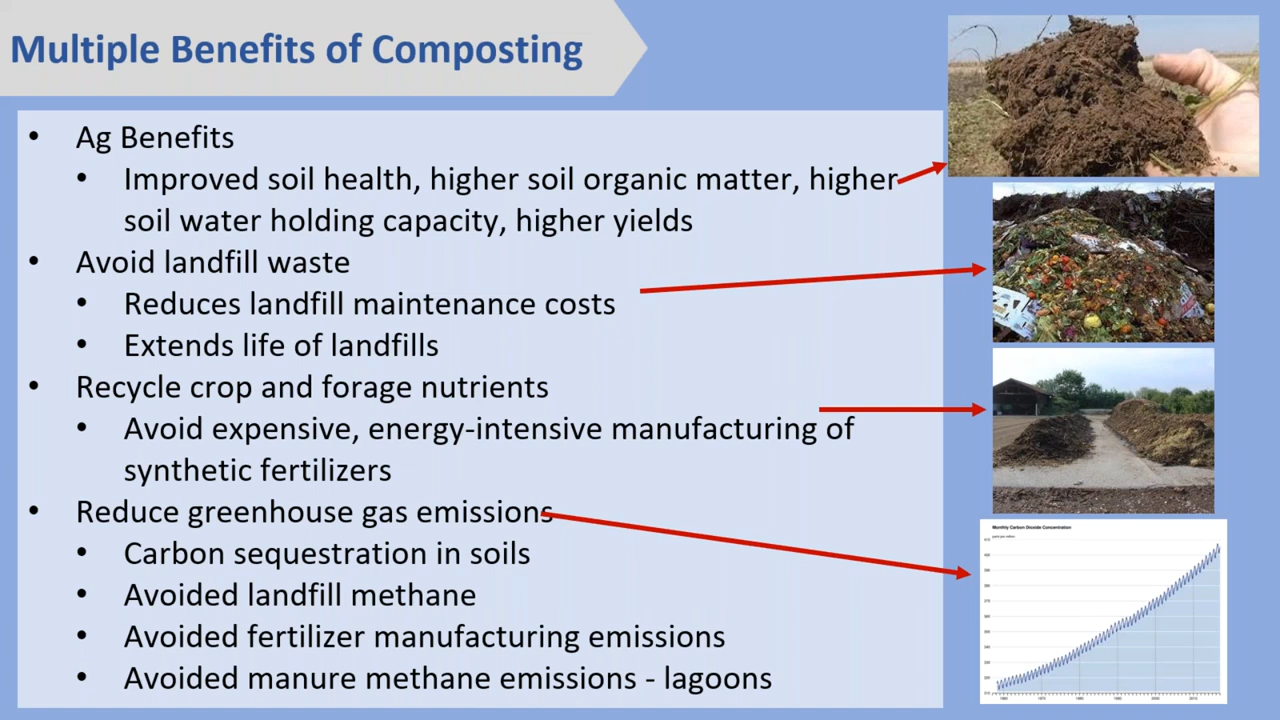 Multiple Benefits of Composting
• Ag Benefits
• Improved soil health, higher soil organic matter, higher
soil water holding capacity, higher yields
• Avoid landfill waste
• Reduces landfill maintenance costs
• Extends life of landfills
• Recycle crop and forage nutrients
• Avoid expensive, energy-intensive manufacturing of
synthetic fertilizers
• Reduce greenhouse gas emissions
• Carbon sequestration in soils
• Avoided landfill methane
• Avoided fertilizer manufacturing emissions
• Avoided manure methane emissions - lagoons
Monthly Carbon Dioxide Concentration